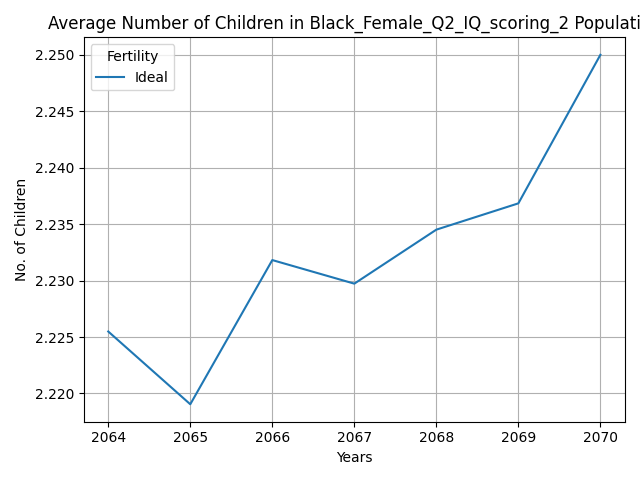 Average Number of Children in Black_Female_Q2_IQ_scoring_2 Populati
Fertility
Ideal
2.250
2.245
2.240
2.235
2.230
2.225
2.220
No. of Children
2064 2065 2066 2067 2068 2069 2070
Years